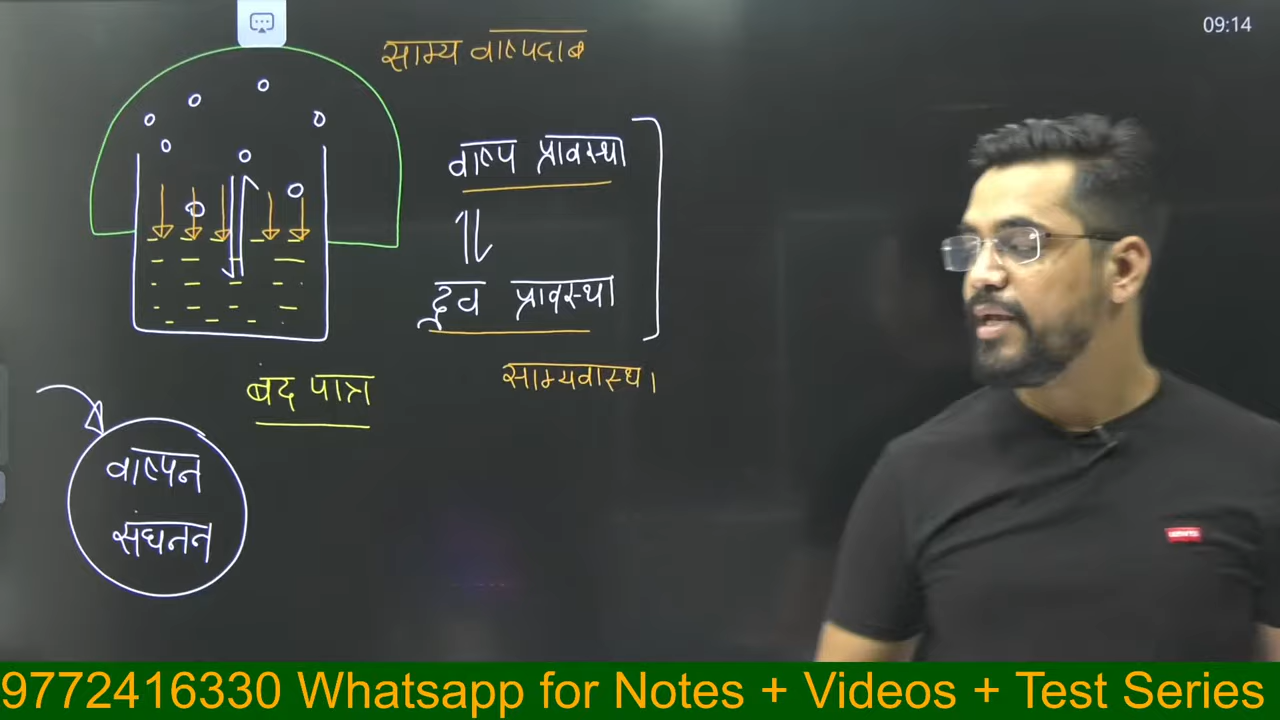 09:14
साम्य वाष्पदाब
वाष्प प्रावस्था
⇌
द्रव प्रावस्था
साम्यवास्था
बंद पात्र
वाष्पन
संघनन
9772416330 Whatsapp for Notes + Videos + Test Series